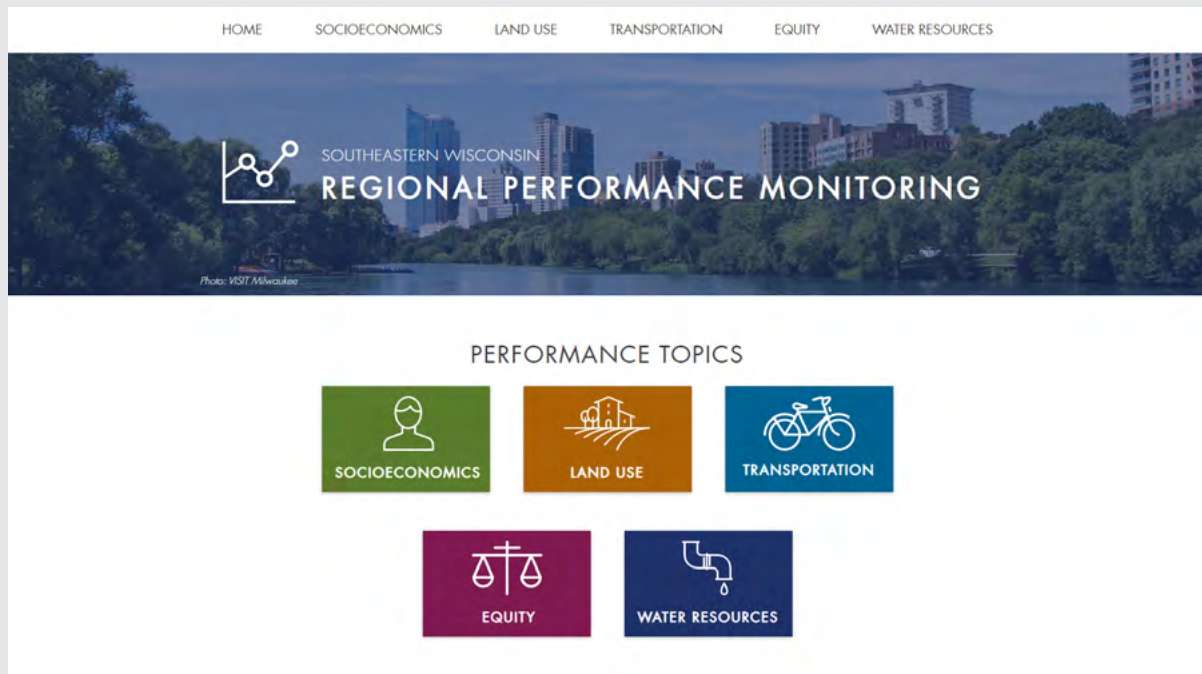 HOME SOCIOECONOMICS LAND USE TRANSPORTATION EQUITY WATER RESOURCES
SOUTHEASTERN WISCONSIN
REGIONAL PERFORMANCE MONITORING
Photo: VISIT Milwaukee
PERFORMANCE TOPICS
SOCIOECONOMICS
LAND USE
TRANSPORTATION
EQUITY
WATER RESOURCES